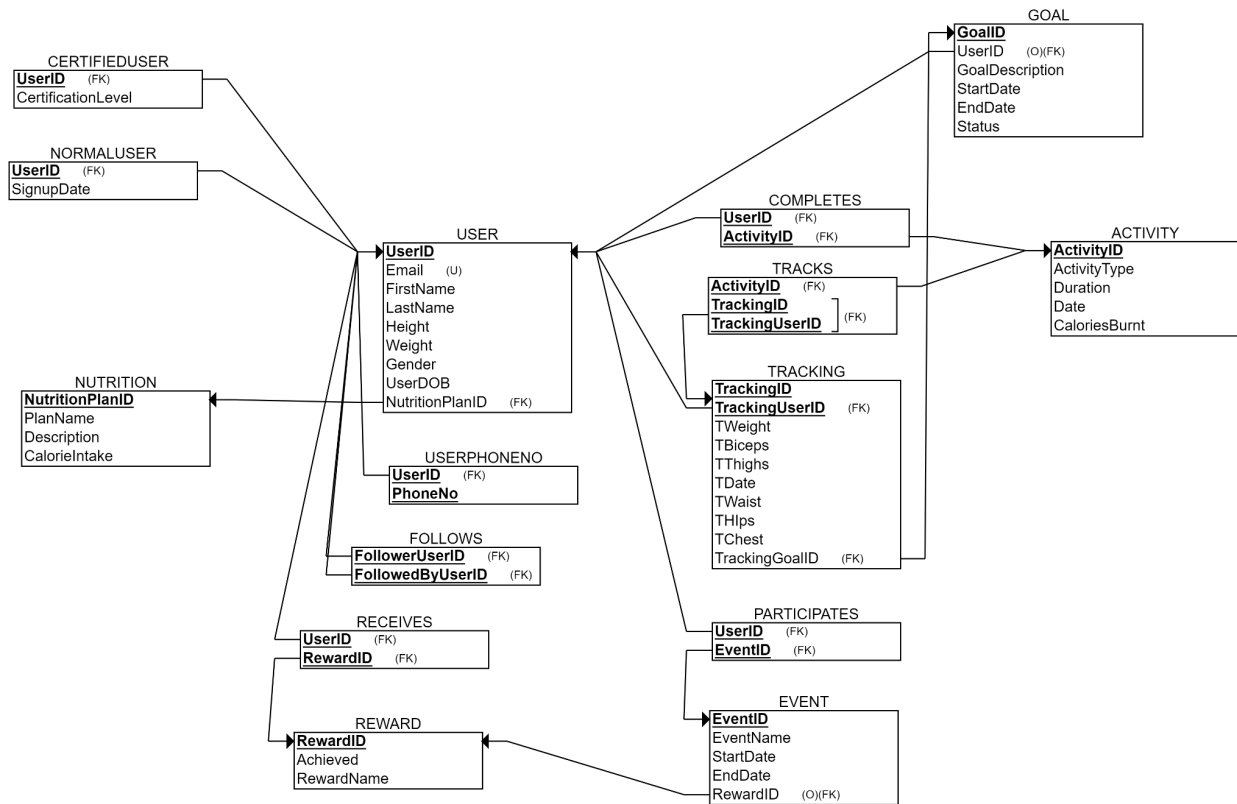 CERTIFIEDUSER
UserID (FK)
CertificationLevel
NORMALUSER
UserID (FK)
SignupDate
NUTRITION
NutritionPlanID
PlanName
Description
CalorieIntake
USER
UserID
Email (U)
FirstName
LastName
Height
Weight
Gender
UserDOB
NutritionPlanID (FK)
USERPHONENO
UserID (FK)
PhoneNo
FOLLOWS
FollowerUserID (FK)
FollowedByUserID (FK)
RECEIVES
UserID (FK)
RewardID (FK)
REWARD
RewardID
Achieved
RewardName
GOAL
GoalID
UserID (O)(FK)
GoalDescription
StartDate
EndDate
Status
COMPLETES
UserID (FK)
ActivityID (FK)
TRACKS
ActivityID (FK)
TrackingID
TrackingUserID (FK)
ACTIVITY
ActivityID
ActivityType
Duration
Date
CaloriesBurnt
TRACKING
TrackingID
TrackingUserID (FK)
TWeight
TBiceps
TThighs
TDate
TWaist
THIps
TChest
TrackingGoalID (FK)
PARTICIPATES
UserID (FK)
EventID (FK)
EVENT
EventID
EventName
StartDate
EndDate
RewardID (O)(FK)